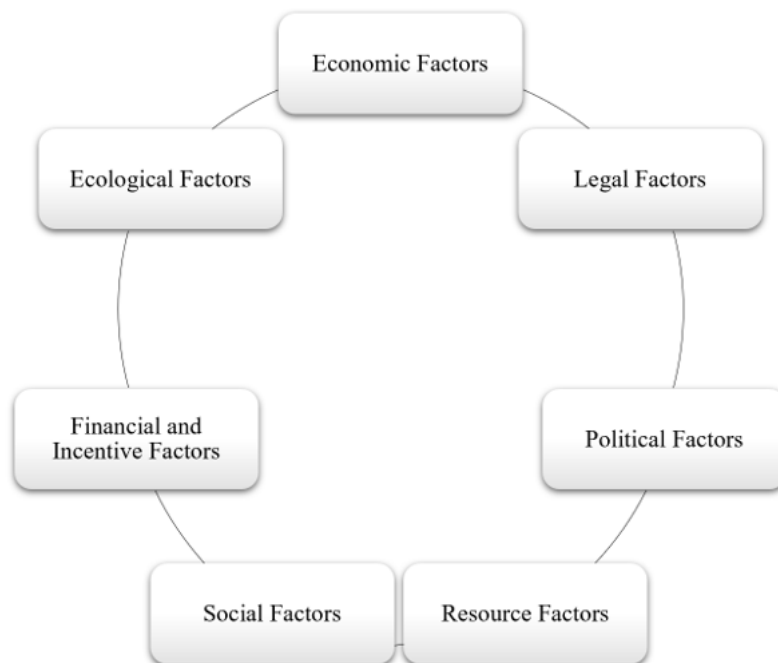 Economic Factors
Ecological Factors
Legal Factors
Financial and
Incentive Factors
Political Factors
Social Factors
Resource Factors